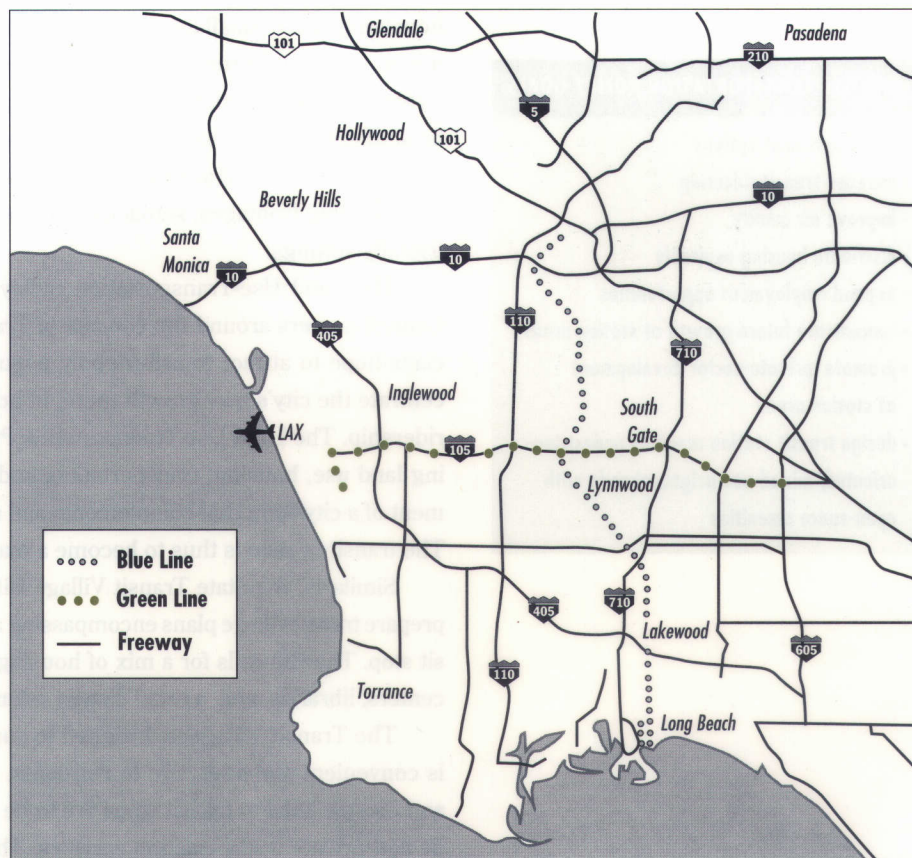 Glendale
Pasadena
101
210
5
Hollywood
101
Beverly Hills
10
Santa
Monica
10
10
110
405
710
Inglewood
South
Gate
LAX
105
Lynnwood
Blue Line
Green Line
Freeway
405
710
Lakewood
605
Torrance
110
Long Beach